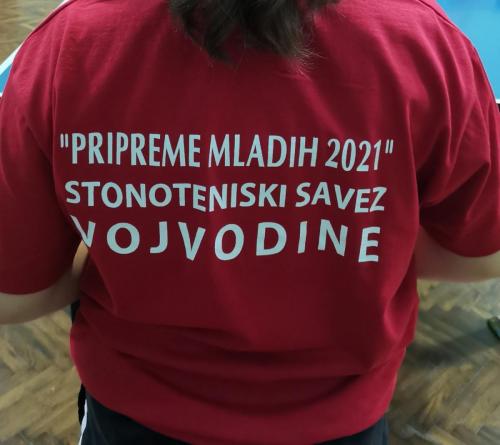 "PRIPREME MLADIH 2021"
STONOTENISKI SAVEZ
VOJVODINE